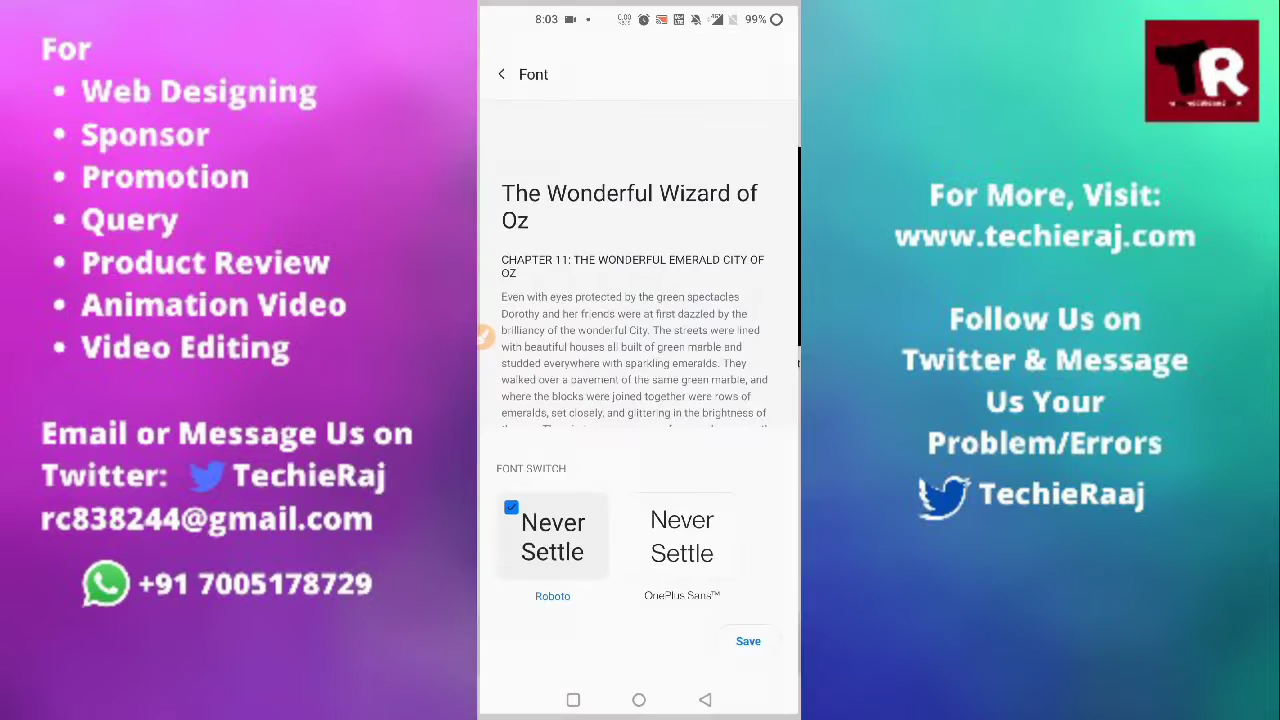 For
• Web Designing
• Sponsor
• Promotion
• Query
• Product Review
• Animation Video
• Video Editing
Email or Message Us on
Twitter: TechieRaj
rc838244@gmail.com
+91 7005178729
8:03
99%
Font
The Wonderful Wizard of
Oz
CHAPTER 11: THE WONDERFUL EMERALD CITY OF
OZ
Even with eyes protected by the green spectacles
Dorothy and her friends were at first dazzled by the
brilliancy of the wonderful City. The streets were lined
with beautiful houses all built of green marble and
studded everywhere with sparkling emeralds. They
walked over a pavement of the same green marble, and
where the blocks were joined together were rows of
emeralds, set closely, and glittering in the brightness of
FONT SWITCH
Never
Settle
Roboto
Never
Settle
OnePlus Sans™
Save
TR
For More, Visit:
www.techieraj.com
Follow Us on
Twitter & Message
Us Your
Problem/Errors
TechieRaaj